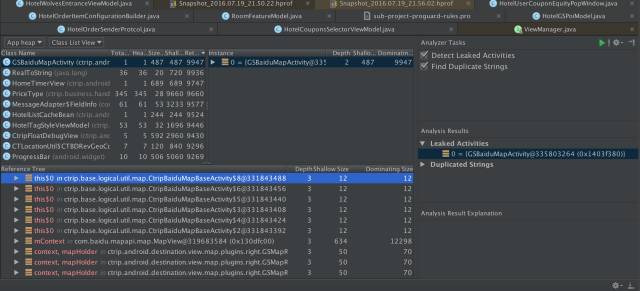 HotelWolvesEntranceViewModel.java
Snapshot_2016.07.19_21.50.22.hprof
Snapshot_2016.07.19_21.56.02.hprof
HotelUserCouponEquityPopWindow.java
HotelOrderItemConfigurationBuilder.java
RoomFeatureModel.java
sub-project-proguard-rules.pro
HotelGSPoiModel.java
HotelOrderSenderProtcol.java
HotelCouponsSelectorViewModel.java
ViewManager.java
App heap
Class List View
Class Name Total... Heap... Size... Shall... Ret...
GSBaiduMapActivity (ctrip.andr 1 1 487 487 9947
RealToString (java.lang) 36 36 20 720 9936
HomeTimerView (ctrip.android. 1 1 689 689 9747
PriceType (ctrip.business.hand 345 345 28 9660 9660
MessageAdapter$FieldInfo (com 61 61 53 3233 9577
HotelListCacheBean (ctrip.andr 1 1 244 244 9524
HotelTagStyleViewModel (ctrip. 53 53 32 1696 9446
CtripFloatDebugView (ctrip.anc 5 5 592 2960 9430
CTLocationUtil$CTBDRevGeoCo 1 7 120 840 9190
ProgressBar (android.widget) 10 10 506 5060 9269
Instance Depth Shallo... Dominatin...
0 = {GSBaiduMapActivity@335 2 487 9947
Analyzer Tasks
Detect Leaked Activities
Find Duplicate Strings
Analysis Results
Leaked Activities
0 = {GSBaiduMapActivity@335803264 (0x1403f380)}
Duplicated Strings
Analysis Result Explanation
Reference Tree Depth Shallow Size Dominating Size
this$0 in ctrip.base.logical.util.map.CtripBaiduMapBaseActivity$8@331843488 3 12 12
this$0 in ctrip.base.logical.util.map.CtripBaiduMapBaseActivity$6@331843456 3 12 12
this$0 in ctrip.base.logical.util.map.CtripBaiduMapBaseActivity$5@331843440 3 12 12
this$0 in ctrip.base.logical.util.map.CtripBaiduMapBaseActivity$3@331843408 3 12 12
this$0 in ctrip.base.logical.util.map.CtripBaiduMapBaseActivity$4@331843424 3 12 12
this$0 in ctrip.base.logical.util.map.CtripBaiduMapBaseActivity$2@331843392 3 12 12
mContext in com.baidu.mapapi.map.MapView@319683584 (0x130dfc00) 3 634 12298
context, mapHolder in ctrip.android.destination.view.map.plugins.right.GSMapR 3 50 70
context, mapHolder in ctrip.android.destination.view.map.plugins.right.GSMapR 3 50 70
context, mapHolder in ctrip.android.destination.view.map.plugins.right.GSMapR 3 50 70